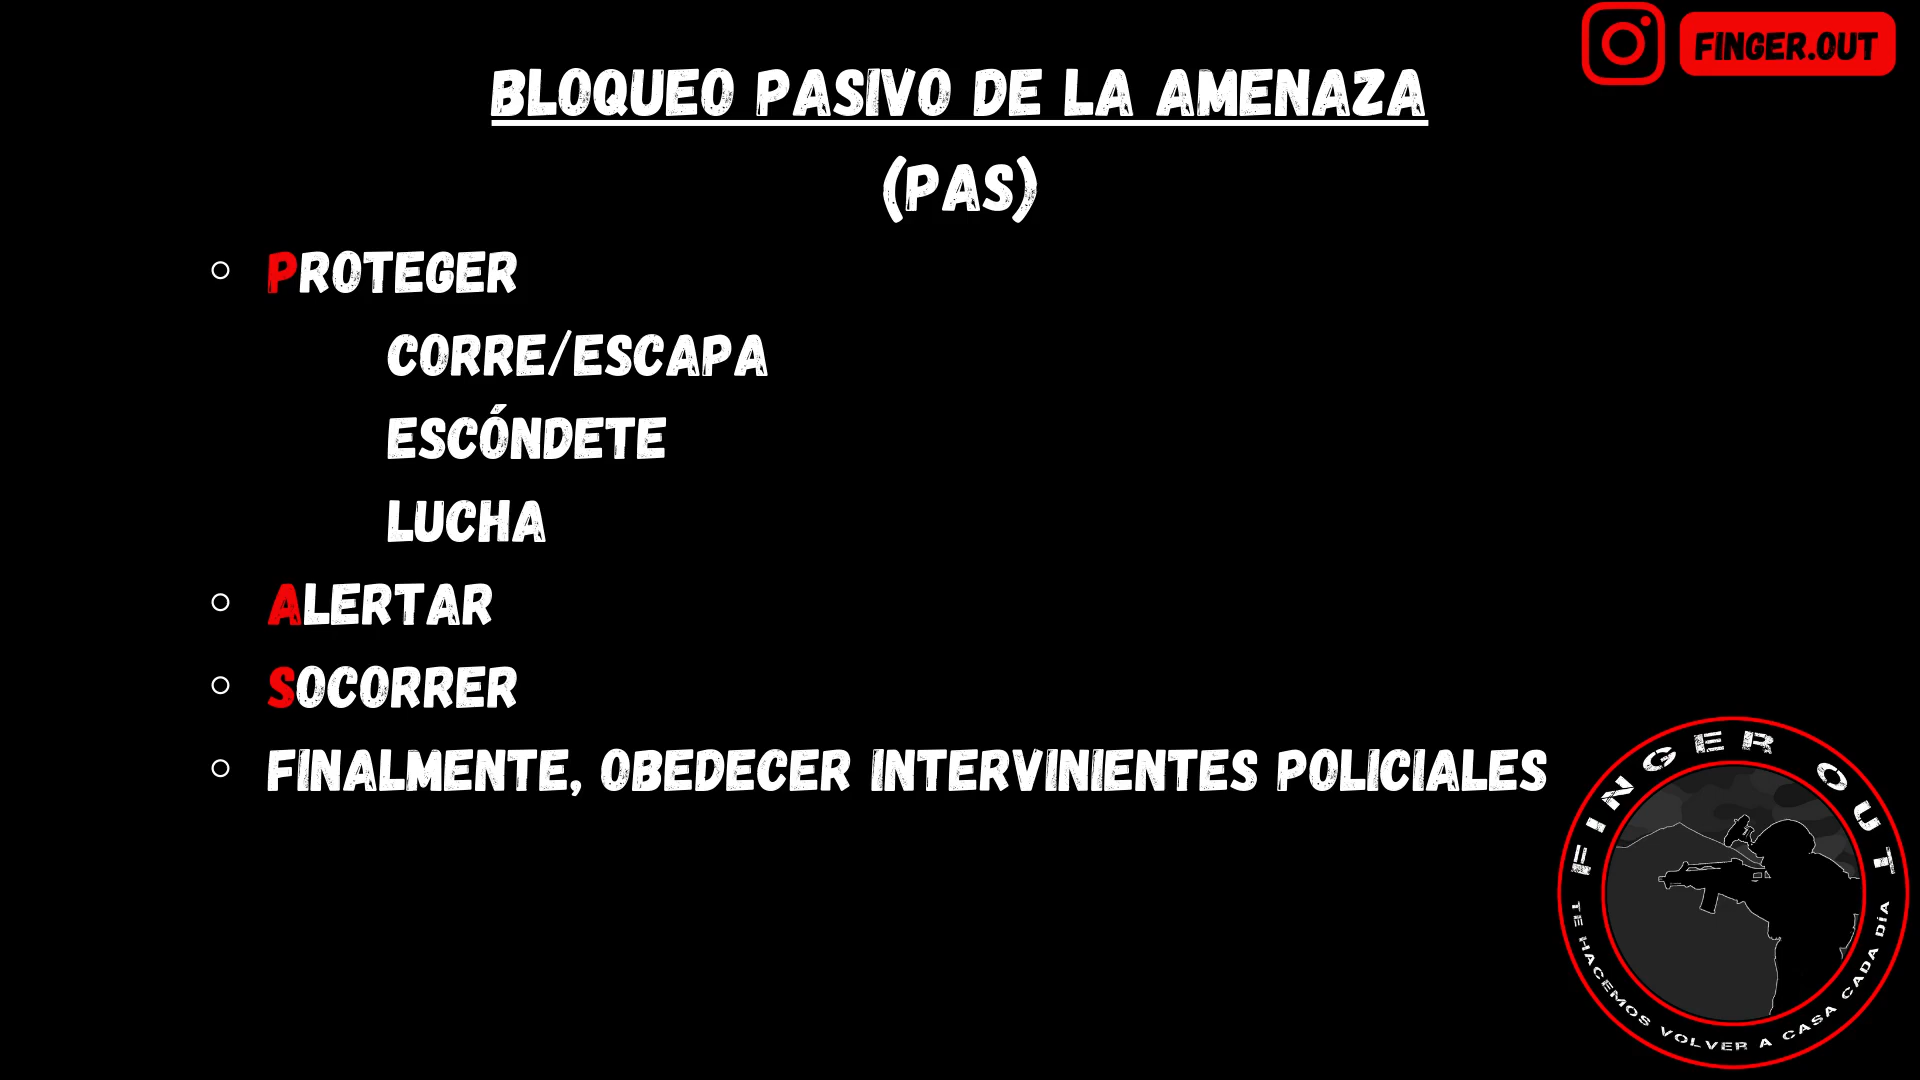 FINGER.OUT
BLOQUEO PASIVO DE LA AMENAZA
(PAS)
PROTEGER
CORRE/ESCAPA
ESCÓNDETE
LUCHA
ALERTAR
SOCORRER
FINALMENTE, OBEDECER INTERVINIENTES POLICIALES
FINGER OUT
TE HACEMOS VOLVER A CASA CADA DÍA